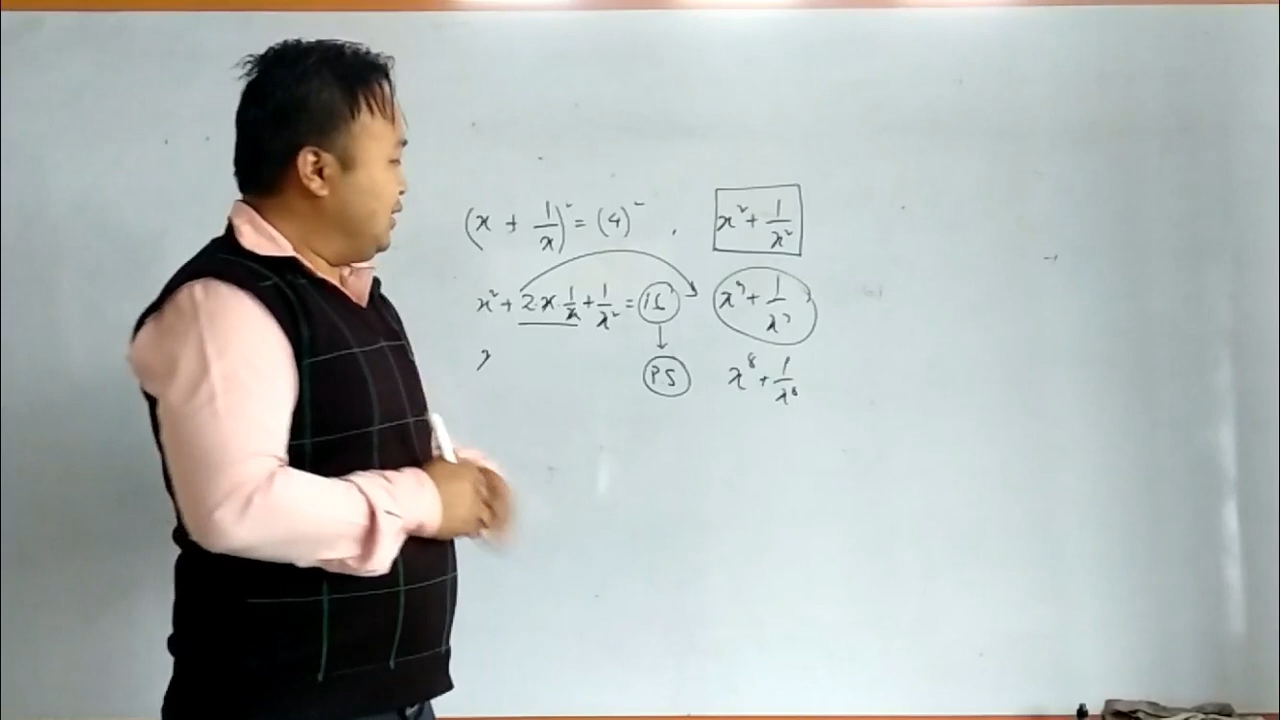 (x + 1/x)² = (4)² , x² + 1/x²
x² + 2·x·1/x + 1/x² = 16 x⁴ + 1/x⁴
PS x⁸ + 1/x⁸